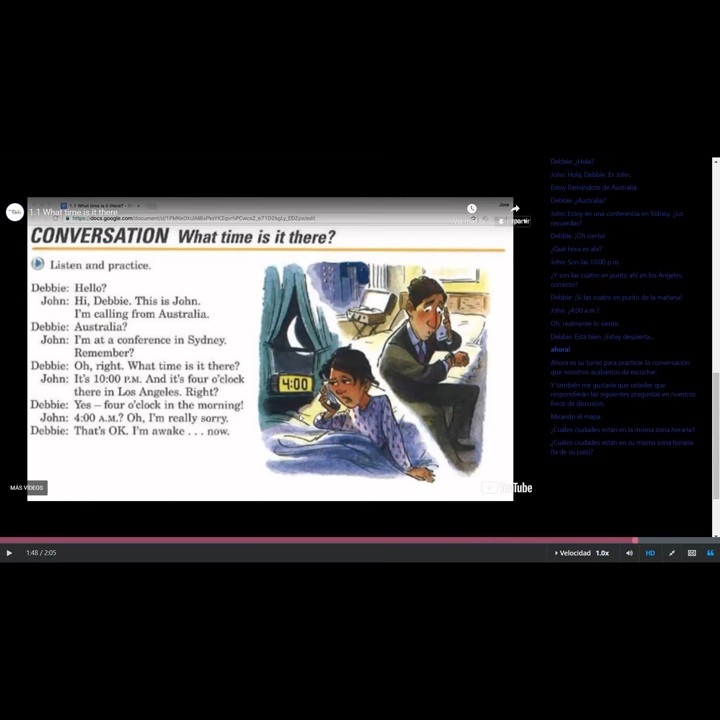 1.1 What time is it there
https://docs.google.com/document/d/
CONVERSATION What time is it there?
Listen and practice.
Debbie: Hello?
John: Hi, Debbie. This is John.
I'm calling from Australia.
Debbie: Australia?
John: I'm at a conference in Sydney.
Remember?
Debbie: Oh, right. What time is it there?
John: It's 10:00 P.M. And it's four o'clock
there in Los Angeles. Right?
Debbie: Yes – four o'clock in the morning!
John: 4:00 A.M.? Oh, I'm really sorry.
Debbie: That's OK. I'm awake . . . now.
4:00
MÁS VÍDEOS
YouTube
1:48 / 2:05
Velocidad 1.0x
HD
Debbie: ¿Hola?
John: Hola, Debbie. Es John.
Estoy llamándote de Australia.
Debbie: ¿Australia?
John: Estoy en una conferencia en Sidney. ¿Lo
recuerdas?
Debbie: ¡Oh cierto!
¿Qué hora es ahí?
John: Son las 10:00 p.m.
¿Y son las cuatro en punto ahí en los Ángeles,
correcto?
Debbie: ¡Si las cuatro en punto de la mañana!
John: ¿4:00 a.m.?
Oh, realmente lo siento.
Debbie: Está bien. ¡Estoy despierta...
ahora!
Ahora es su turno para practicar la conversación
que nosotros acabamos de escuchar.
Y también me gustaría que ustedes que
respondieran las siguientes preguntas en nuestros
foros de discusión.
Mirando el mapa:
¿Cuáles ciudades están en la misma zona horaria?
¿Cuáles ciudades están en su misma zona horaria
(la de su país)?